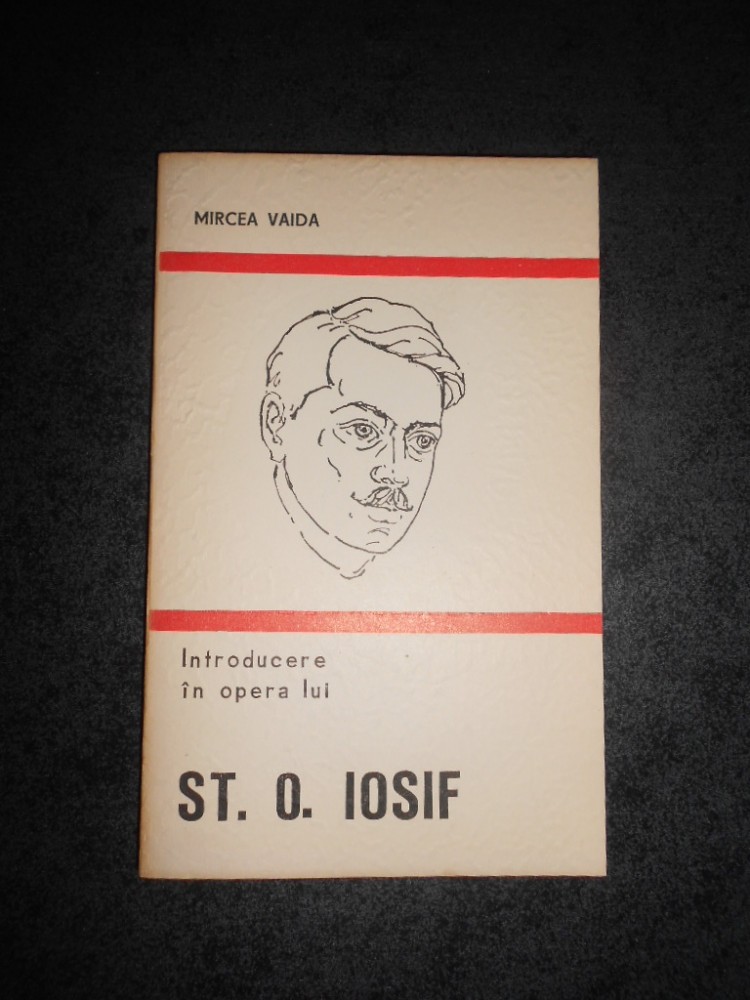 MIRCEA VAIDA
Introducere
în opera lui
ST. O. IOSIF